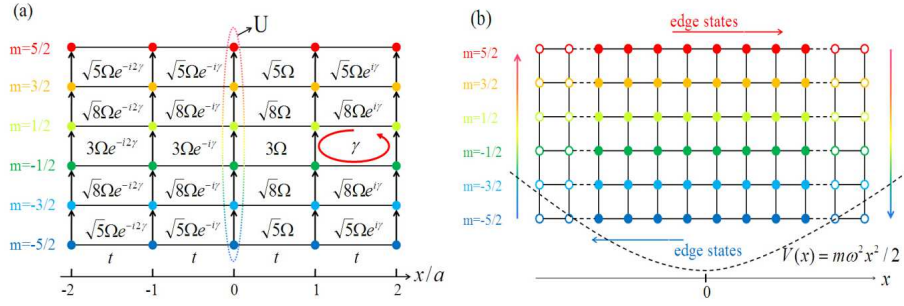 (a)
U
m=5/2
√5Ωe^{-i2γ} √5Ωe^{-iγ} √5Ω √5Ωe^{iγ}
m=3/2
√8Ωe^{-i2γ} √8Ωe^{-iγ} √8Ω √8Ωe^{iγ}
m=1/2
3Ωe^{-i2γ} 3Ωe^{-iγ} 3Ω γ
m=-1/2
√8Ωe^{-i2γ} √8Ωe^{-iγ} √8Ω √8Ωe^{iγ}
m=-3/2
√5Ωe^{-i2γ} √5Ωe^{-iγ} √5Ω √5Ωe^{iγ}
m=-5/2
t t t t
x/a
-2 -1 0 1 2
(b)
edge states
m=5/2
m=3/2
m=1/2
m=-1/2
m=-3/2
m=-5/2
edge states
V(x) = mω²x²/2
0 x